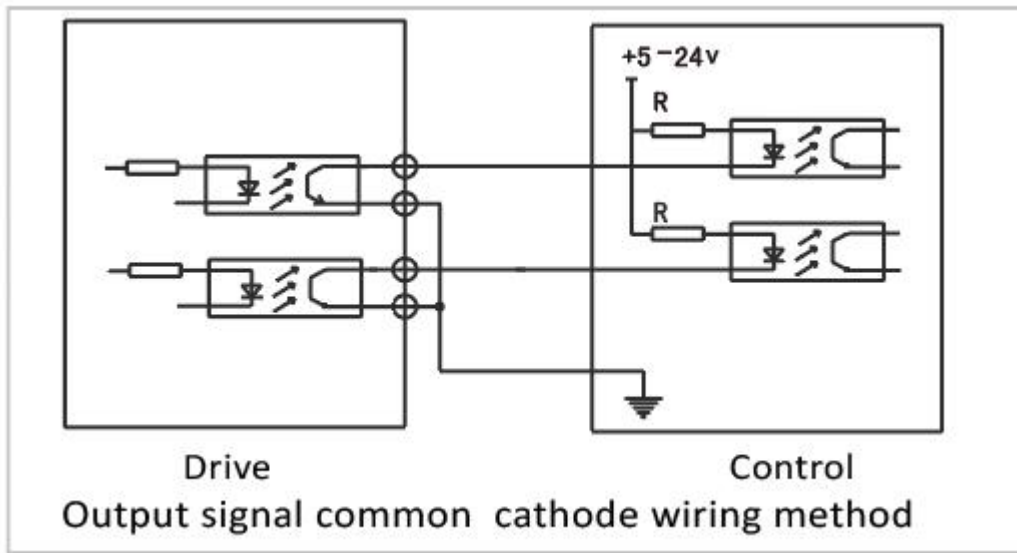 +5-24v
R
R
Drive
Control
Output signal common cathode wiring method